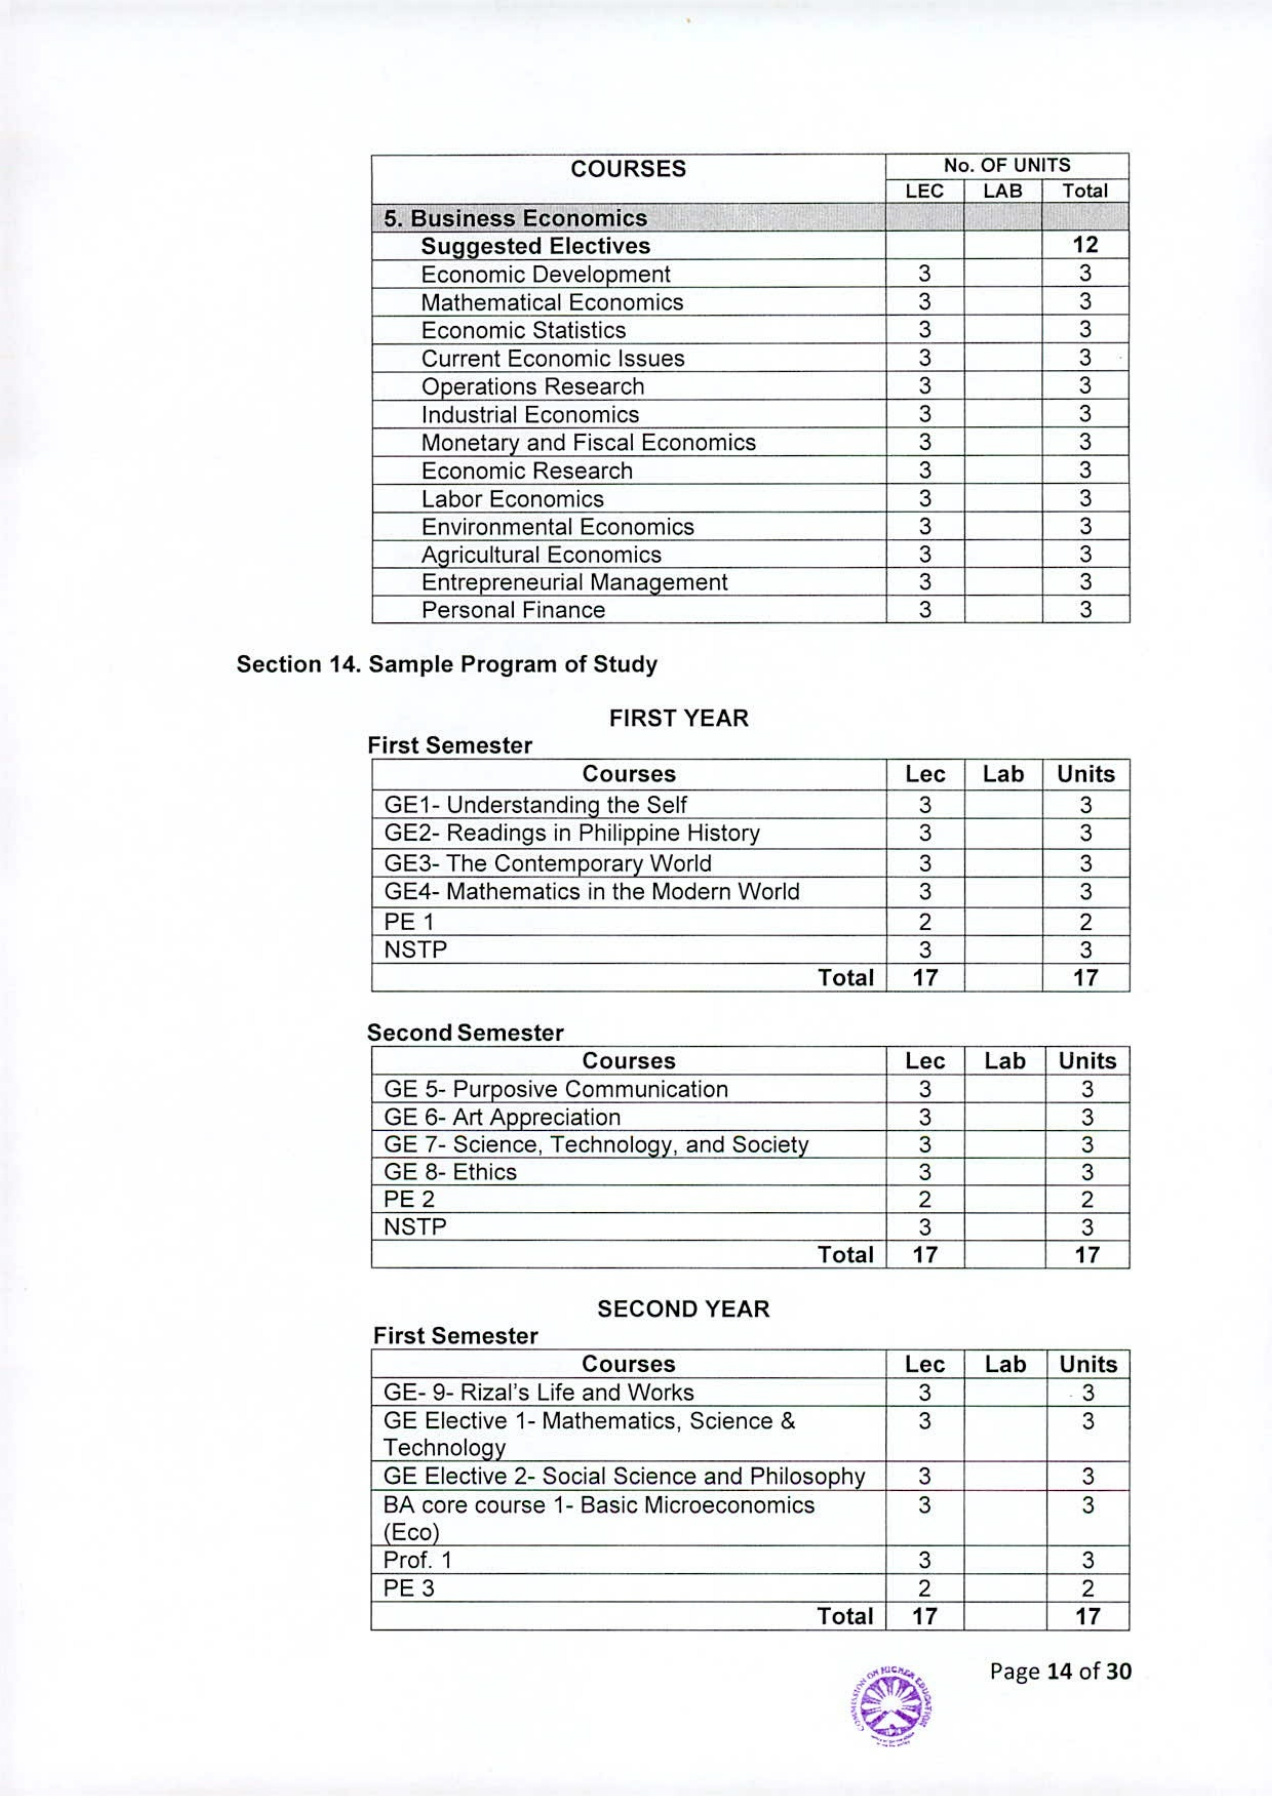 COURSES No. OF UNITS
LEC LAB Total
5. Business Economics
Suggested Electives 12
Economic Development 3 3
Mathematical Economics 3 3
Economic Statistics 3 3
Current Economic Issues 3 3
Operations Research 3 3
Industrial Economics 3 3
Monetary and Fiscal Economics 3 3
Economic Research 3 3
Labor Economics 3 3
Environmental Economics 3 3
Agricultural Economics 3 3
Entrepreneurial Management 3 3
Personal Finance 3 3
Section 14. Sample Program of Study
FIRST YEAR
First Semester
Courses Lec Lab Units
GE1- Understanding the Self 3 3
GE2- Readings in Philippine History 3 3
GE3- The Contemporary World 3 3
GE4- Mathematics in the Modern World 3 3
PE 1 2 2
NSTP 3 3
Total 17 17
Second Semester
Courses Lec Lab Units
GE 5- Purposive Communication 3 3
GE 6- Art Appreciation 3 3
GE 7- Science, Technology, and Society 3 3
GE 8- Ethics 3 3
PE 2 2 2
NSTP 3 3
Total 17 17
SECOND YEAR
First Semester
Courses Lec Lab Units
GE- 9- Rizal's Life and Works 3 3
GE Elective 1- Mathematics, Science & 3 3
Technology
GE Elective 2- Social Science and Philosophy 3 3
BA core course 1- Basic Microeconomics 3 3
(Eco)
Prof. 1 3 3
PE 3 2 2
Total 17 17
Page 14 of 30
COMMISSION ON HIGHER EDUCATION